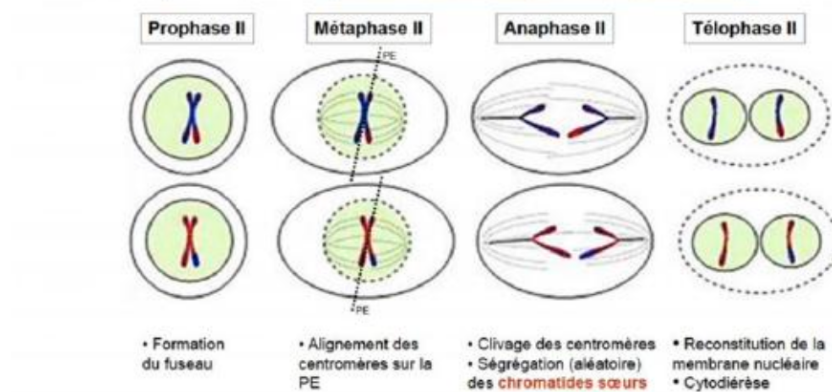 Prophase II
Métaphase II
Anaphase II
Télophase II
PE
PE
• Formation
du fuseau
• Alignement des
centromères sur la
PE
• Clivage des centromères
• Ségrégation (aléatoire)
des chromatides sœurs
• Reconstitution de la
membrane nucléaire
• Cytodiérèse